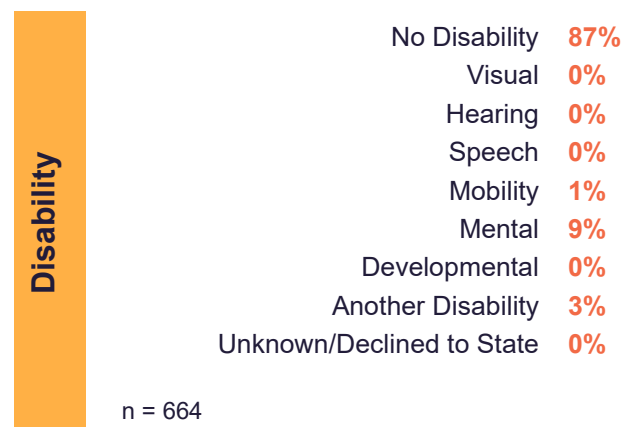 Disability
No Disability 87%
Visual 0%
Hearing 0%
Speech 0%
Mobility 1%
Mental 9%
Developmental 0%
Another Disability 3%
Unknown/Declined to State 0%
n = 664